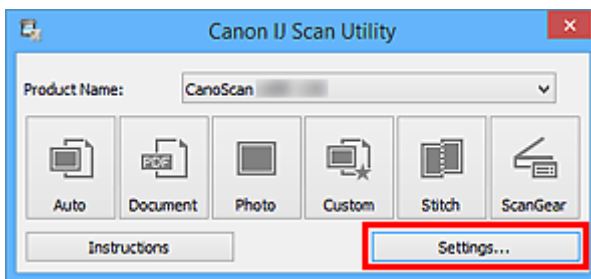 Canon IJ Scan Utility
Product Name: CanoScan
Auto Document Photo Custom Stitch ScanGear
PDF
Instructions Settings...